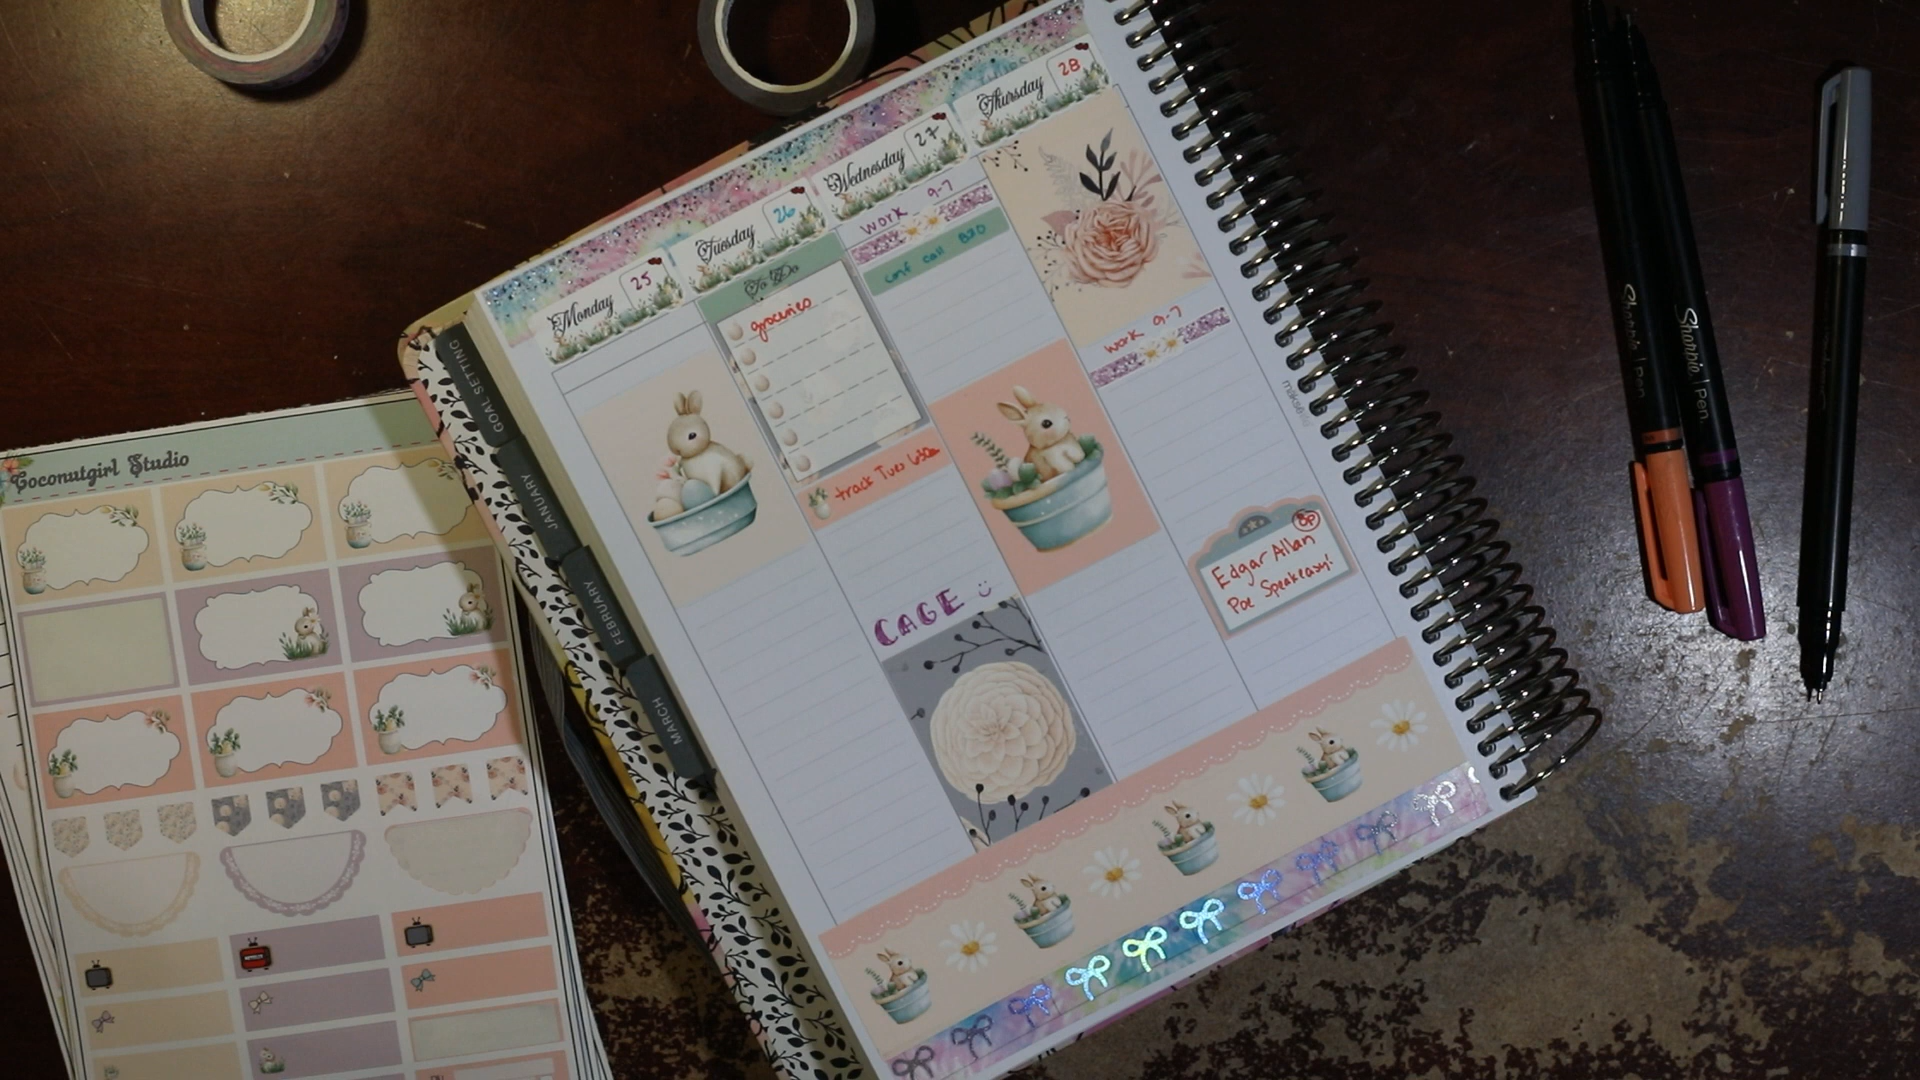 Monday 25
Tuesday 26
To Do
groceries
track Tues
CAGE
Wednesday 27
work 9-7
conf call 830
Thursday 28
work 9-7
8p
Edgar Allan
Poe Speakeasy!
GOAL SETTING
JANUARY
FEBRUARY
MARCH
Coconutgirl Studio
Sharpie | Pen
Sharpie | Pen